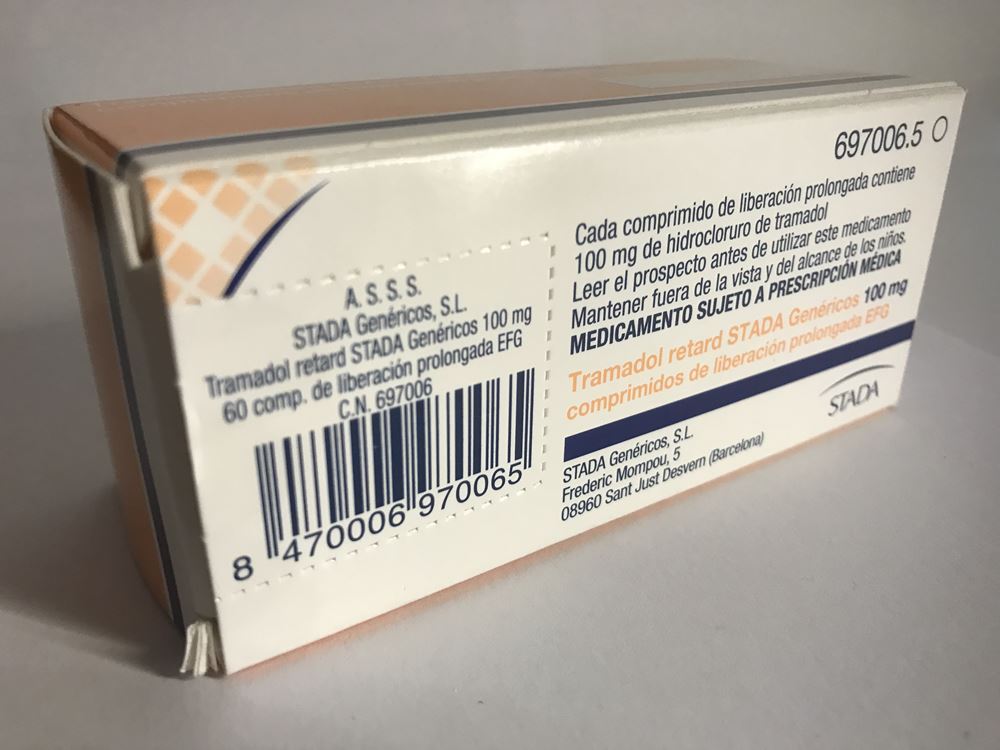 A. S. S. S.
STADA Genéricos, S.L.
Tramadol retard STADA Genéricos 100 mg
60 comp. de liberación prolongada EFG
C.N. 697006
8 470006 970065
697006.5
Cada comprimido de liberación prolongada contiene
100 mg de hidrocloruro de tramadol
Leer el prospecto antes de utilizar este medicamento
Mantener fuera de la vista y del alcance de los niños.
MEDICAMENTO SUJETO A PRESCRIPCIÓN MÉDICA
Tramadol retard STADA Genéricos 100 mg
comprimidos de liberación prolongada EFG
STADA
STADA Genéricos, S.L.
Frederic Mompou, 5
08960 Sant Just Desvern (Barcelona)